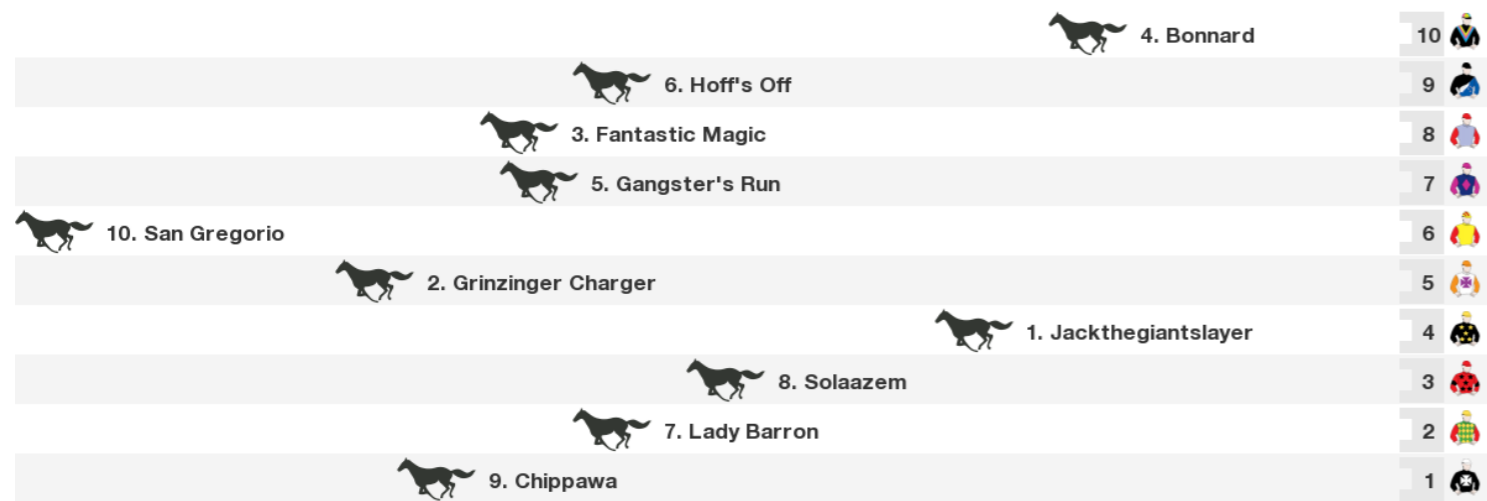 4. Bonnard 10
6. Hoff's Off 9
3. Fantastic Magic 8
5. Gangster's Run 7
10. San Gregorio 6
2. Grinzinger Charger 5
1. Jackthegiantslayer 4
8. Solaazem 3
7. Lady Barron 2
9. Chippawa 1